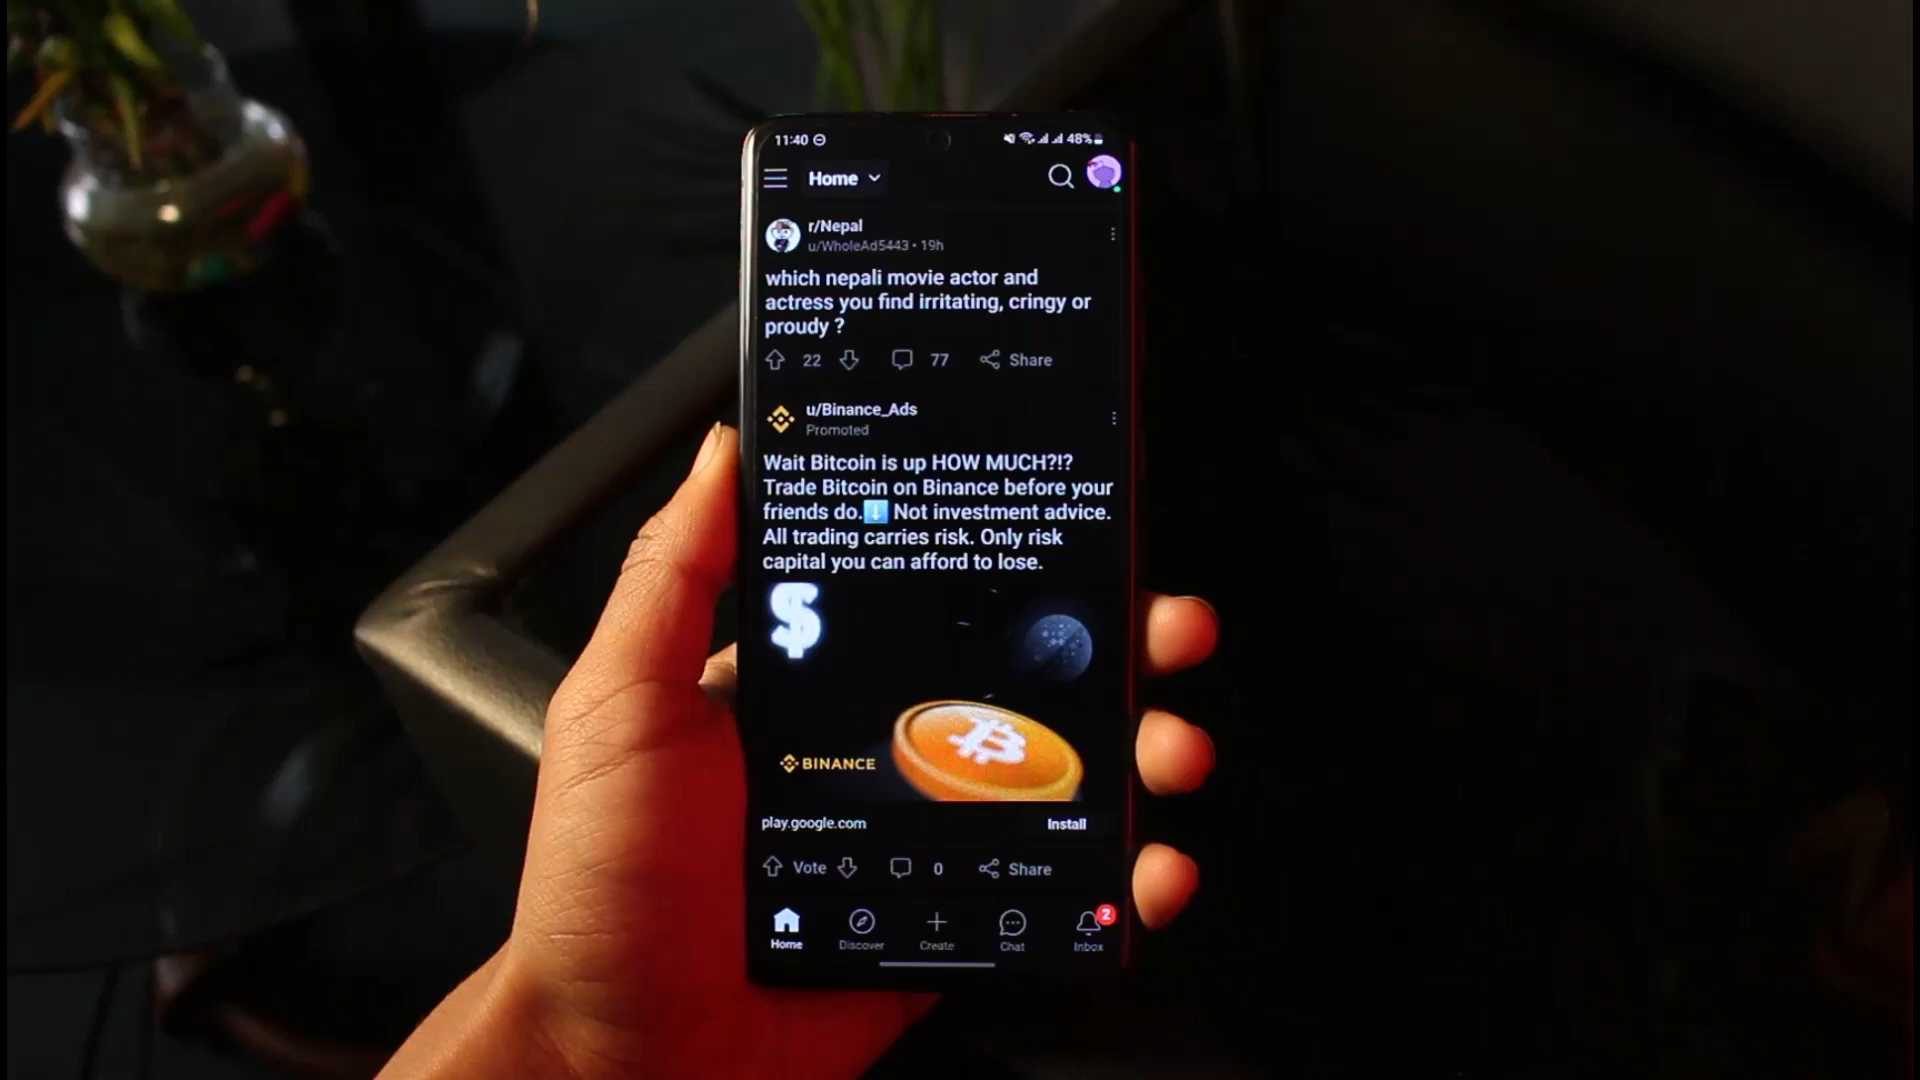 11:40
48%
Home
r/Nepal
u/WholeAd5443 • 19h
which nepali movie actor and
actress you find irritating, cringy or
proudy ?
22
77
Share
u/Binance_Ads
Promoted
Wait Bitcoin is up HOW MUCH?!?
Trade Bitcoin on Binance before your
friends do.⬇️ Not investment advice.
All trading carries risk. Only risk
capital you can afford to lose.
$
BINANCE
play.google.com
Install
Vote
0
Share
2
Home
Discover
Create
Chat
Inbox